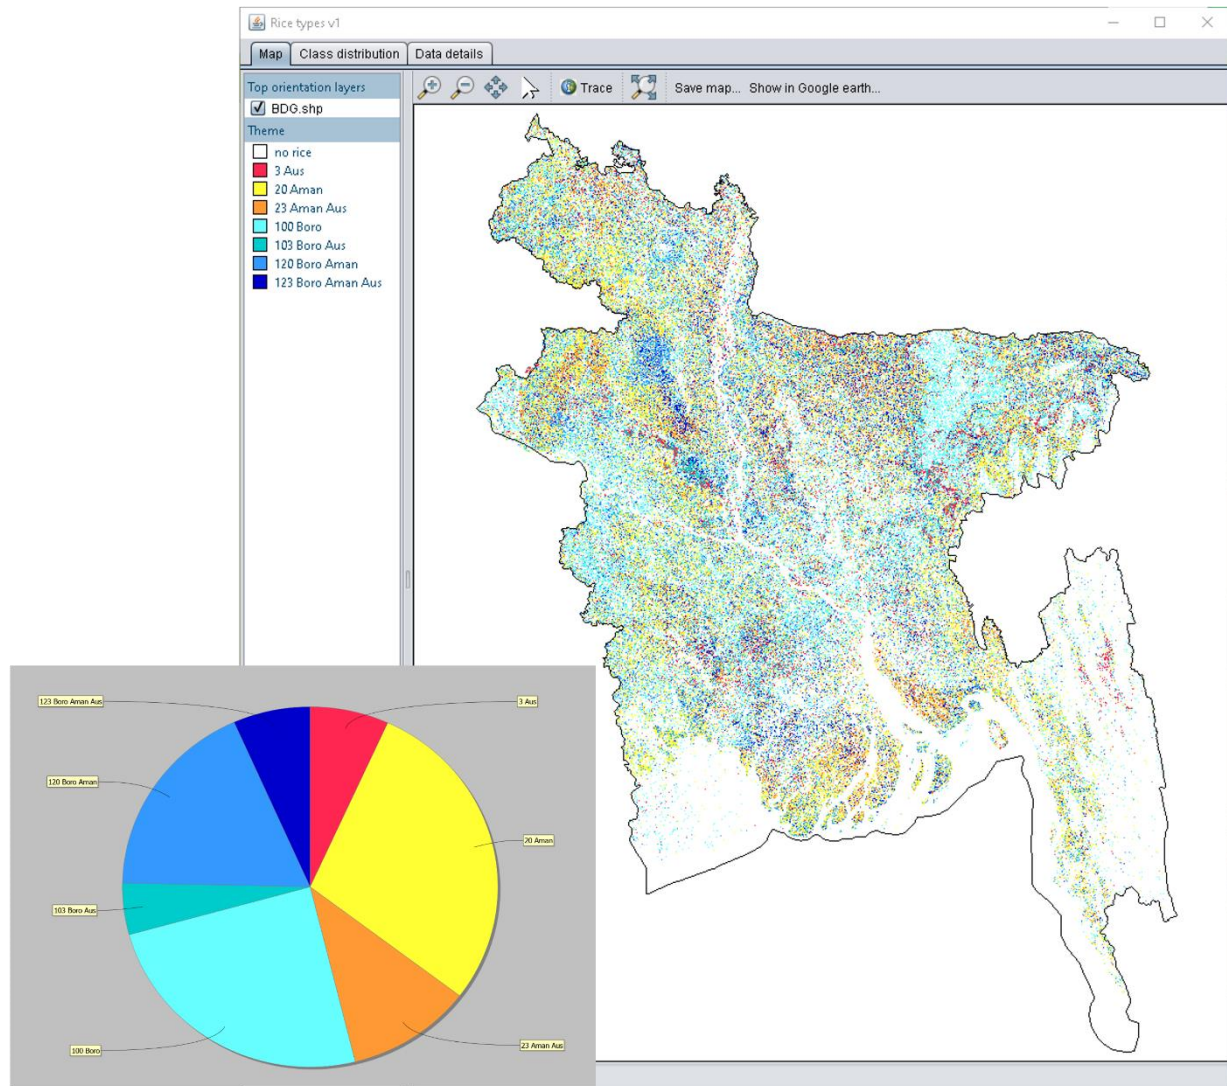 Rice types v1
Map Class distribution Data details
Top orientation layers
BDG.shp
Theme
no rice
3 Aus
20 Aman
23 Aman Aus
100 Boro
103 Boro Aus
120 Boro Aman
123 Boro Aman Aus
Trace Save map... Show in Google earth...
123 Boro Aman Aus
3 Aus
120 Boro Aman
20 Aman
103 Boro Aus
100 Boro
23 Aman Aus